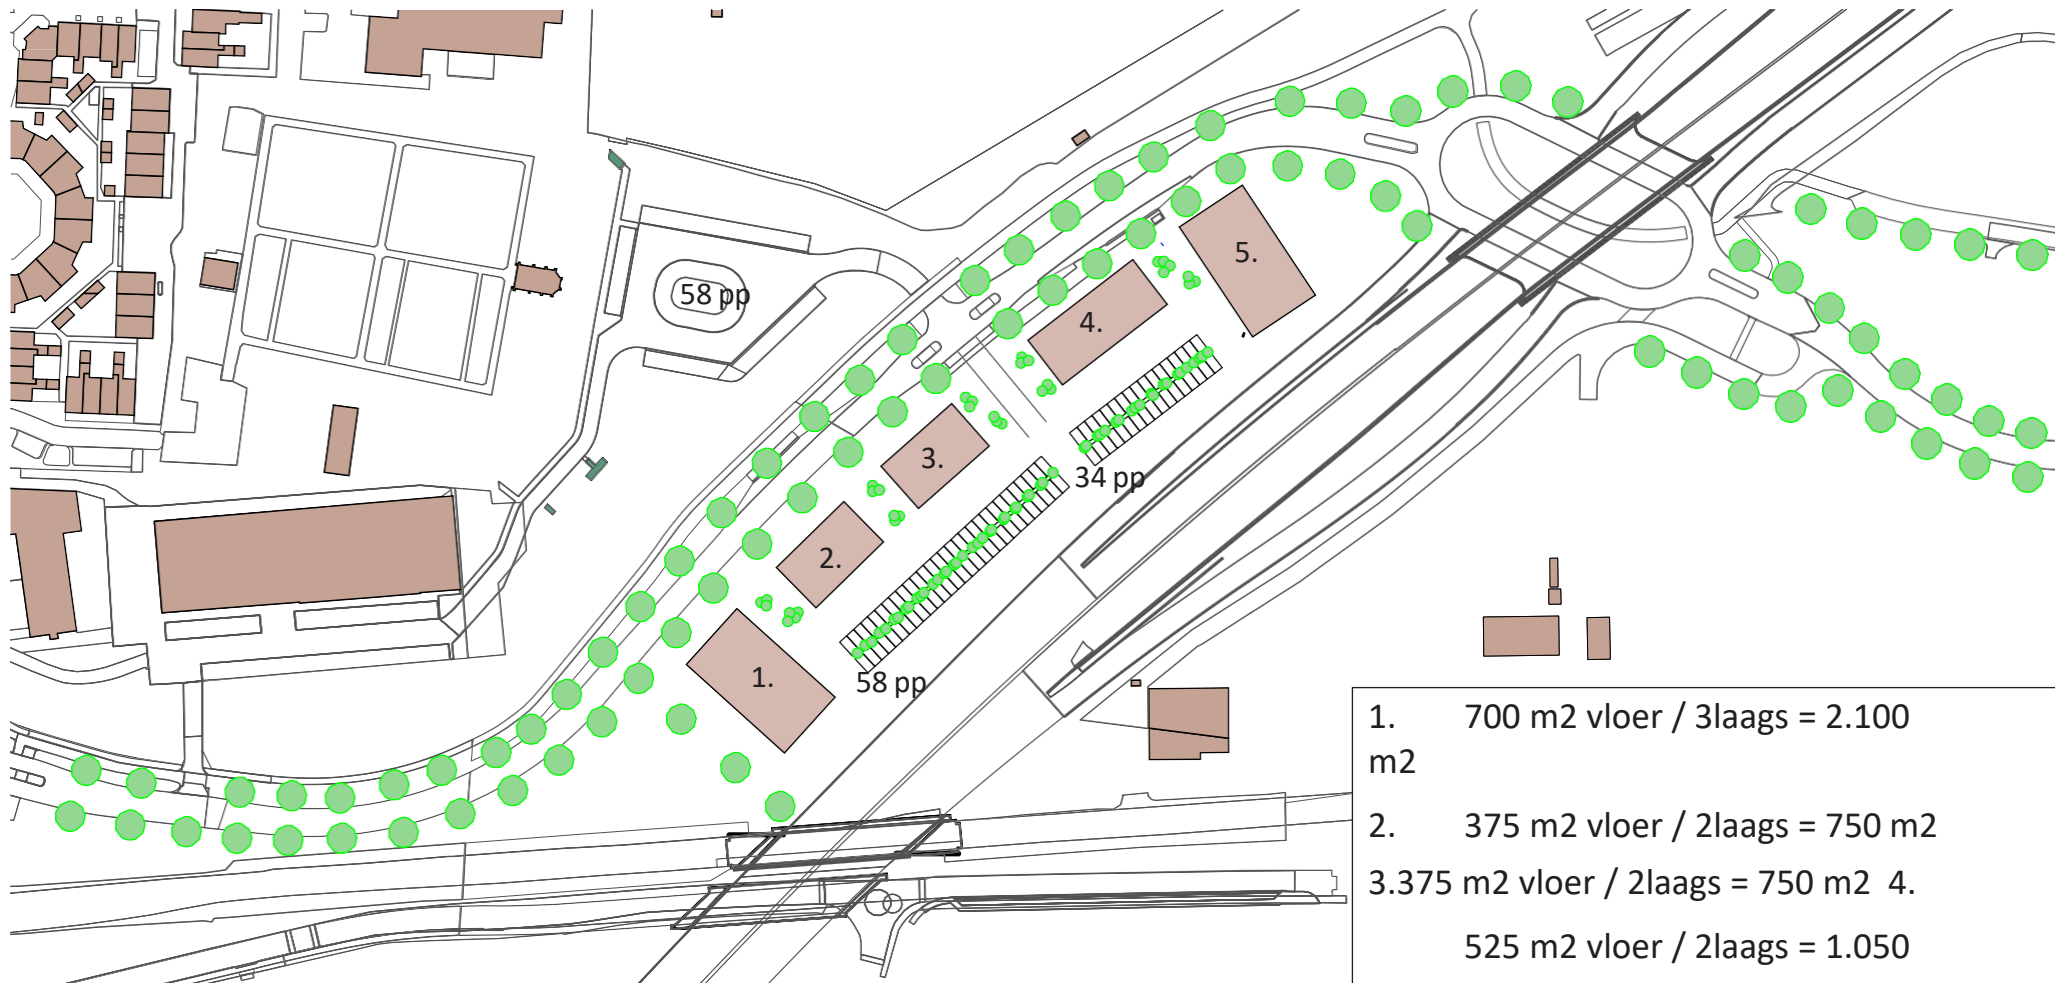 58 pp
5.
4.
3.
34 pp
2.
1.
58 pp
1. 700 m2 vloer / 3laags = 2.100
m2
2. 375 m2 vloer / 2laags = 750 m2
3.375 m2 vloer / 2laags = 750 m2 4.
525 m2 vloer / 2laags = 1.050